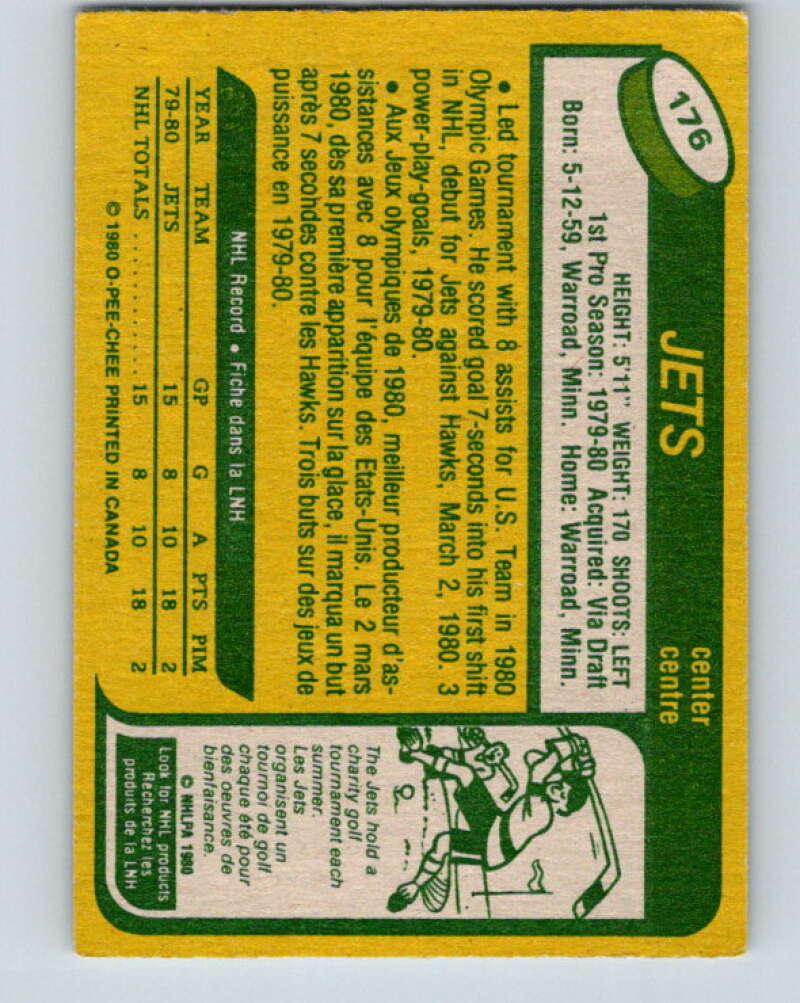 176
JETS
center
centre
HEIGHT: 5'11" WEIGHT: 170 SHOOTS: LEFT
1st Pro Season: 1979-80 Acquired: Via Draft
Born: 5-12-59, Warroad, Minn. Home: Warroad, Minn.
• Led tournament with 8 assists for U.S. Team in 1980
Olympic Games. He scored goal 7-seconds into his first shift
in NHL, debut for Jets against Hawks, March 2, 1980. 3
power-play-goals, 1979-80.
• Aux Jeux olympiques de 1980, meilleur producteur d'as-
sistances avec 8 pour l'équipe des Etats-Unis. Le 2 mars
1980, dès sa première apparition sur la glace, il marqua un but
après 7 secohdes contre les Hawks. Trois buts sur des jeux de
puissance en 1979-80.
NHL Record • Fiche dans la LNH
YEAR TEAM GP G A PTS PIM
79-80 JETS 15 8 10 18 2
NHL TOTALS .......... 15 8 10 18 2
© 1980 O-PEE-CHEE PRINTED IN CANADA
The Jets hold a
charity golf
tournament each
summer.
Les Jets
organisent un
tournoi de golf
chaque été pour
des oeuvres de
bienfaisance.
© NHLPA 1980
Look for NHL products
Recherchez les
produits de la LNH